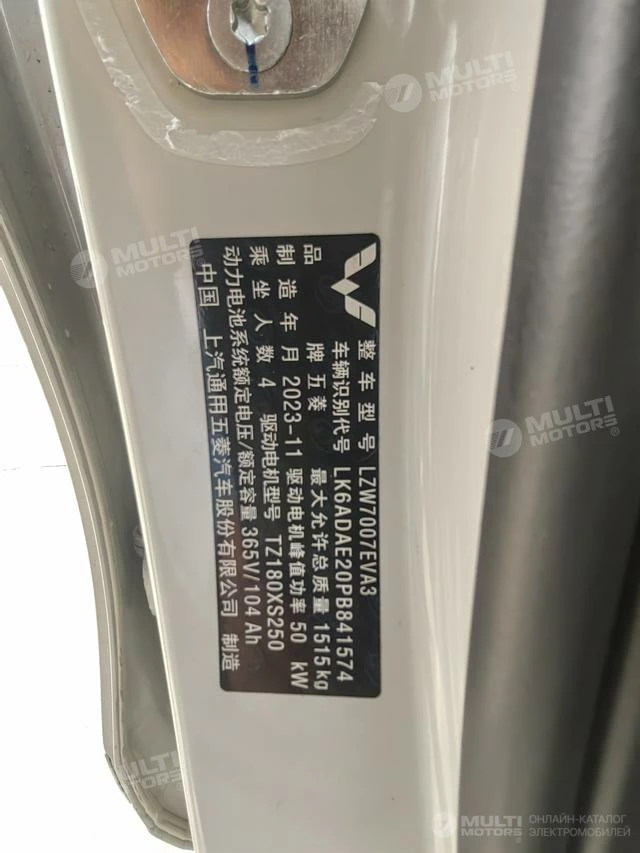 整车型号 LZW7007EVA3
车辆识别代号 LK6ADAE20PB841574
品牌 五菱 最大允许总质量 1515kg
制造年月 2023-11 驱动电机峰值功率 50 kW
乘坐人数 4 驱动电机型号 TZ180XS250
动力电池系统额定电压/额定容量 365V/104Ah
中国 上汽通用五菱汽车股份有限公司 制造
MULTI
MOTORS
MULTI
MOTORS
MULTI
MOTORS
MULTI
MOTORS
MULTI
MOTORS
ОНЛАЙН-КАТАЛОГ
ЭЛЕКТРОМОБИЛЕЙ